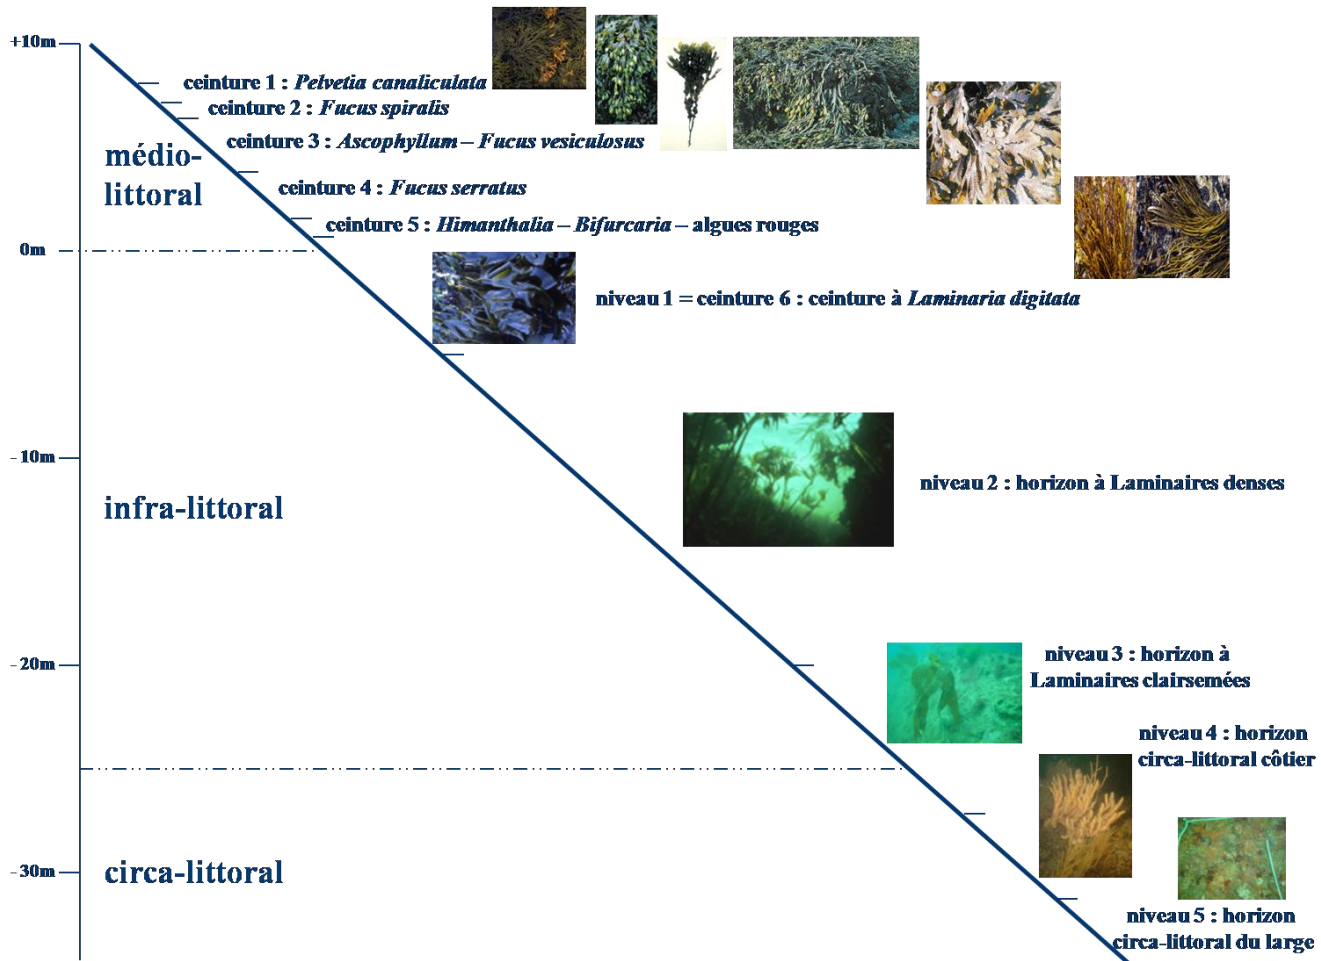 +10m
ceinture 1 : Pelvetia canaliculata
ceinture 2 : Fucus spiralis
ceinture 3 : Ascophyllum – Fucus vesiculosus
médio-
littoral
ceinture 4 : Fucus serratus
ceinture 5 : Himanthalia – Bifurcaria – algues rouges
0m
niveau 1 = ceinture 6 : ceinture à Laminaria digitata
- 10m
niveau 2 : horizon à Laminaires denses
infra-littoral
niveau 3 : horizon à
Laminaires clairsemées
- 20m
niveau 4 : horizon
circa-littoral côtier
- 30m
circa-littoral
niveau 5 : horizon
circa-littoral du large